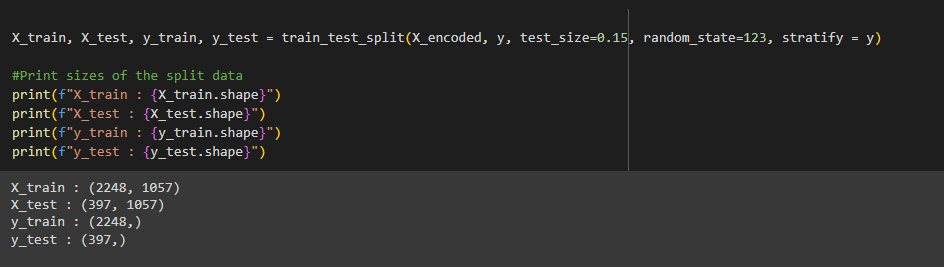 X_train, X_test, y_train, y_test = train_test_split(X_encoded, y, test_size=0.15, random_state=123, stratify = y)
#Print sizes of the split data
print(f"X_train : {X_train.shape}")
print(f"X_test : {X_test.shape}")
print(f"y_train : {y_train.shape}")
print(f"y_test : {y_test.shape}")
X_train : (2248, 1057)
X_test : (397, 1057)
y_train : (2248,)
y_test : (397,)